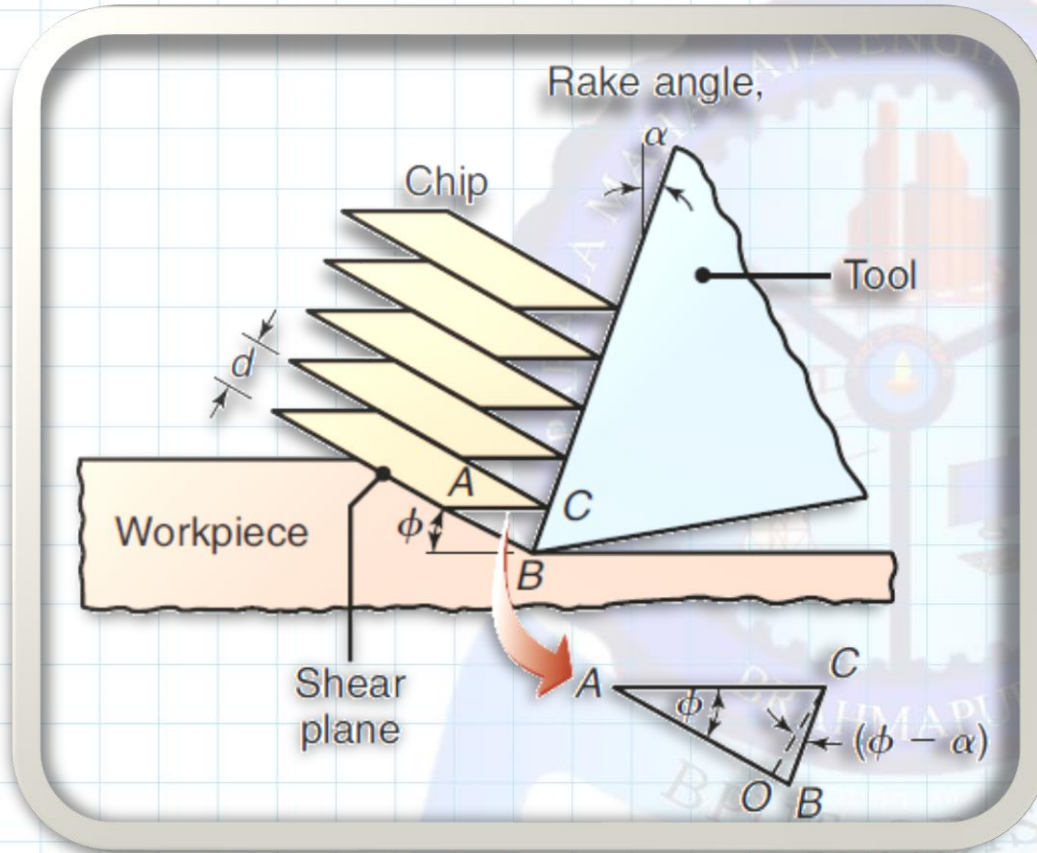 Rake angle,
α
Chip
Tool
d
A
C
ϕ
Workpiece
B
Shear
plane
A
C
ϕ
(ϕ − α)
O
B